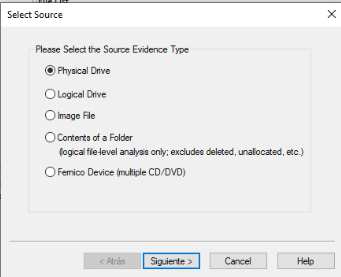 Select Source
Please Select the Source Evidence Type
Physical Drive
Logical Drive
Image File
Contents of a Folder
(logical file-level analysis only; excludes deleted, unallocated, etc.)
Fernico Device (multiple CD/DVD)
< Atrás
Siguiente >
Cancel
Help